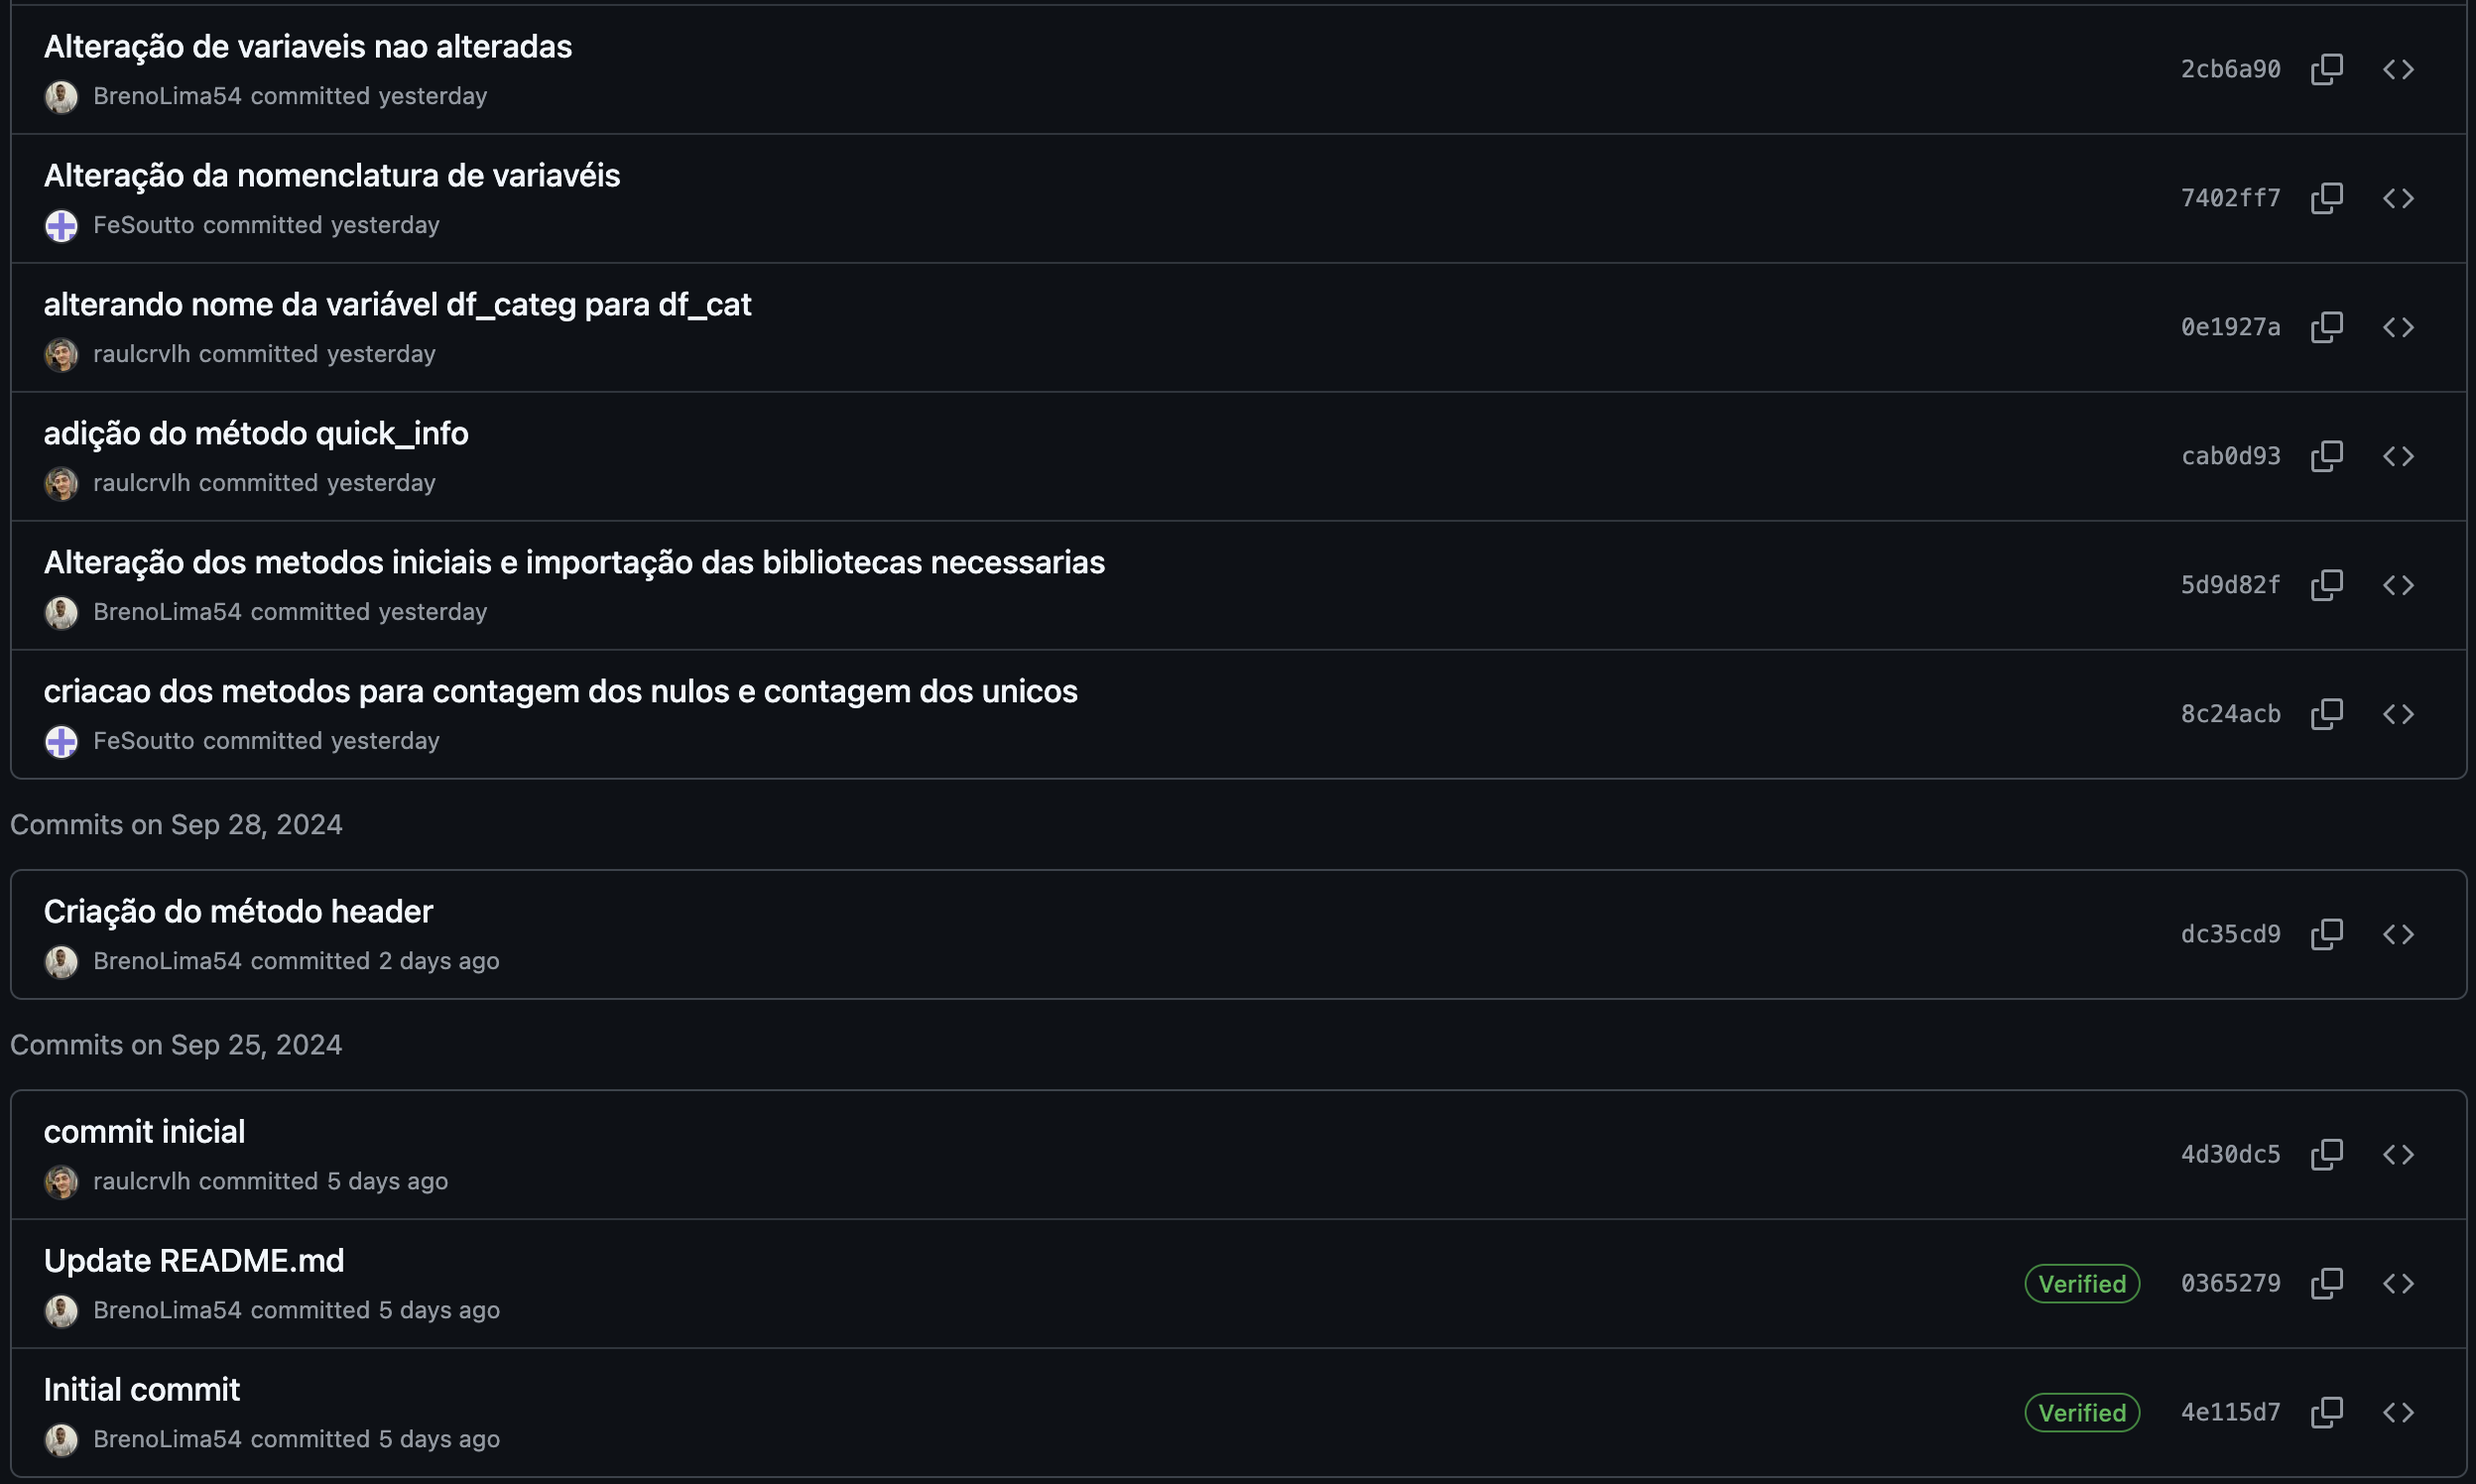 Alteração de variaveis nao alteradas
2cb6a90
BrenoLima54 committed yesterday
Alteração da nomenclatura de variavéis
7402ff7
FeSoutto committed yesterday
alterando nome da variável df_categ para df_cat
0e1927a
raulcrvlh committed yesterday
adição do método quick_info
cab0d93
raulcrvlh committed yesterday
Alteração dos metodos iniciais e importação das bibliotecas necessarias
5d9d82f
BrenoLima54 committed yesterday
criacao dos metodos para contagem dos nulos e contagem dos unicos
8c24acb
FeSoutto committed yesterday
Commits on Sep 28, 2024
Criação do método header
dc35cd9
BrenoLima54 committed 2 days ago
Commits on Sep 25, 2024
commit inicial
4d30dc5
raulcrvlh committed 5 days ago
Update README.md
Verified 0365279
BrenoLima54 committed 5 days ago
Initial commit
Verified 4e115d7
BrenoLima54 committed 5 days ago